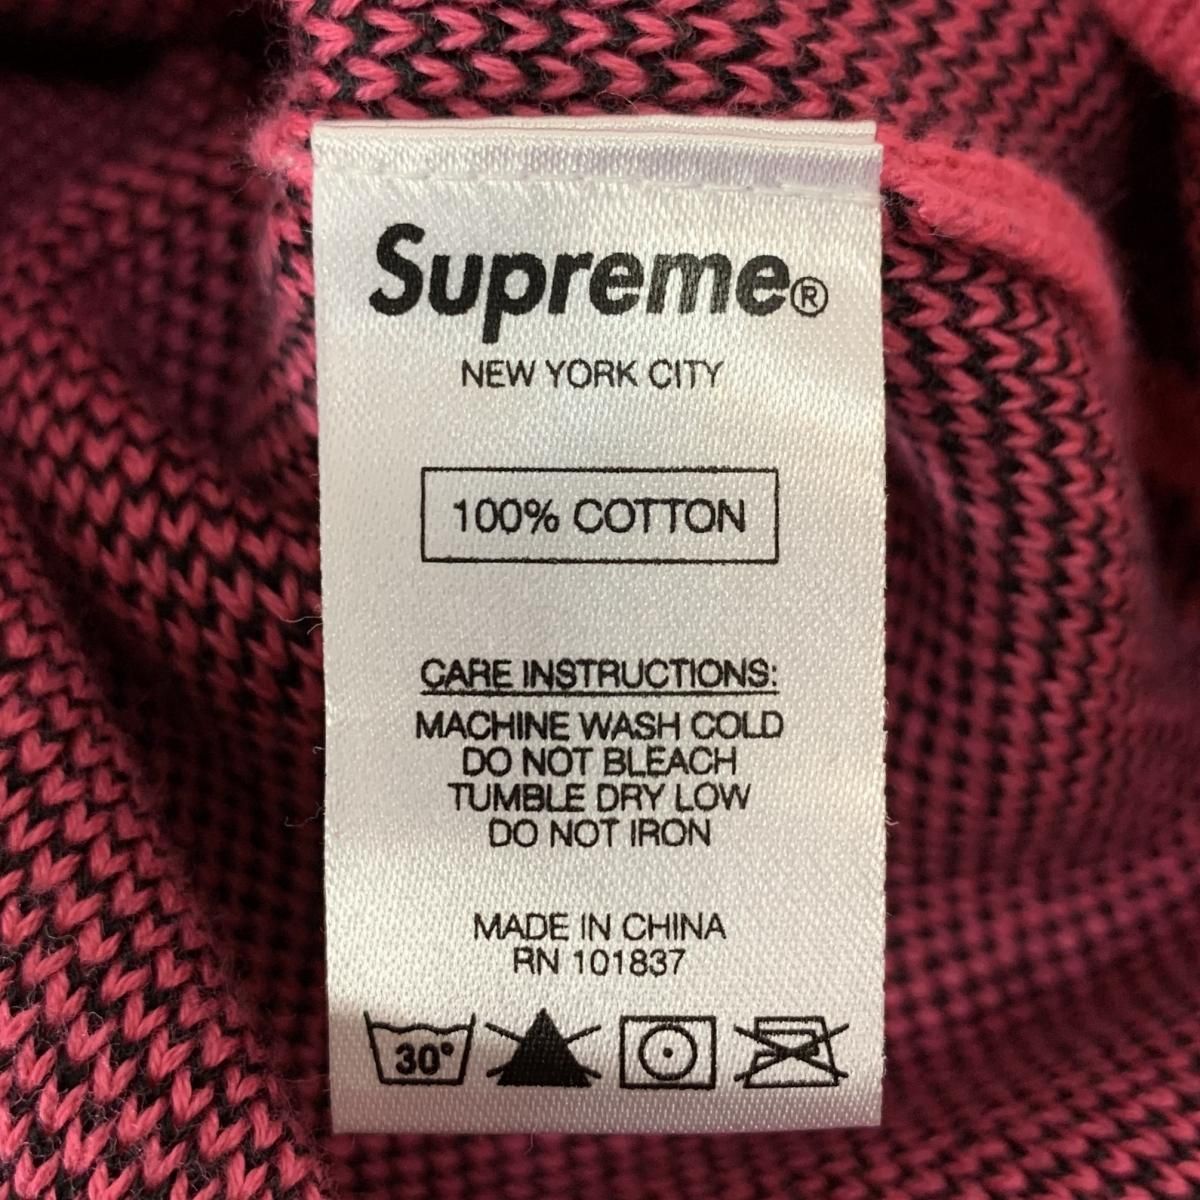 Supreme®
NEW YORK CITY
100% COTTON
CARE INSTRUCTIONS:
MACHINE WASH COLD
DO NOT BLEACH
TUMBLE DRY LOW
DO NOT IRON
MADE IN CHINA
RN 101837
30°